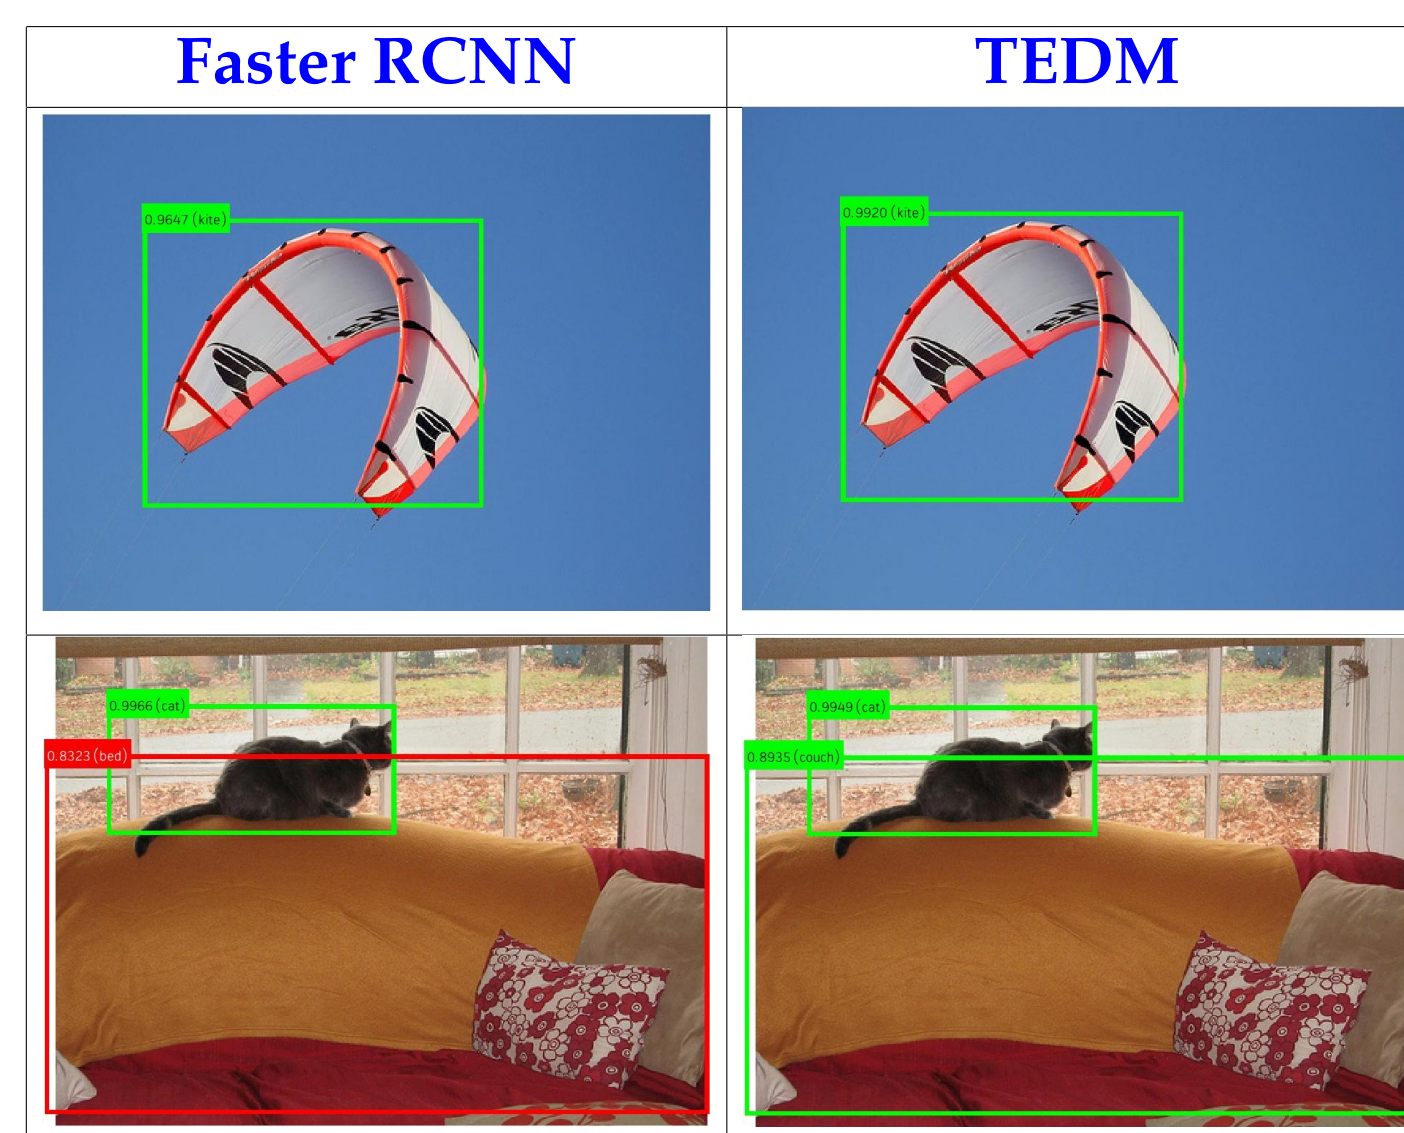 Faster RCNN
TEDM
0.9647 (kite)
0.9920 (kite)
0.9966 (cat)
0.8323 (bed)
0.9949 (cat)
0.8935 (couch)